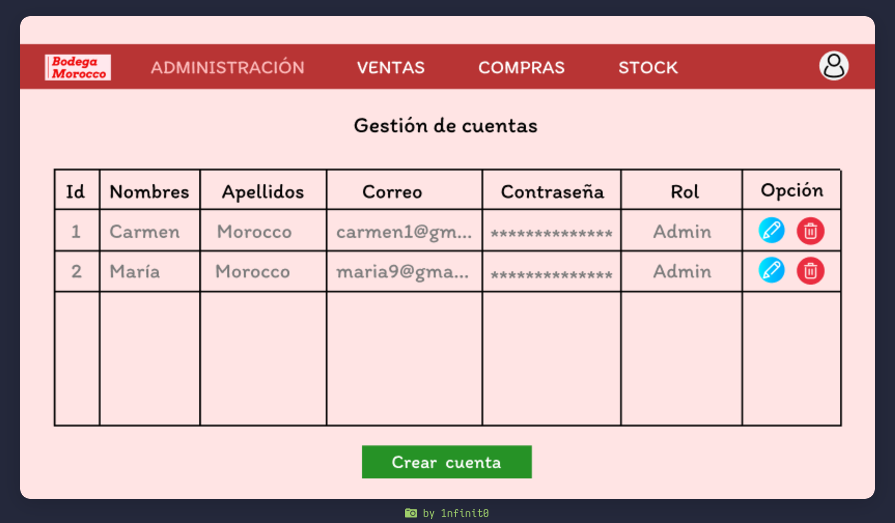 Bodega
Morocco
ADMINISTRACIÓN VENTAS COMPRAS STOCK
Gestión de cuentas
Id Nombres Apellidos Correo Contraseña Rol Opción
1 Carmen Morocco carmen1@gm... ************** Admin
2 María Morocco maria9@gma... ************** Admin
Crear cuenta
by 1nfinit0